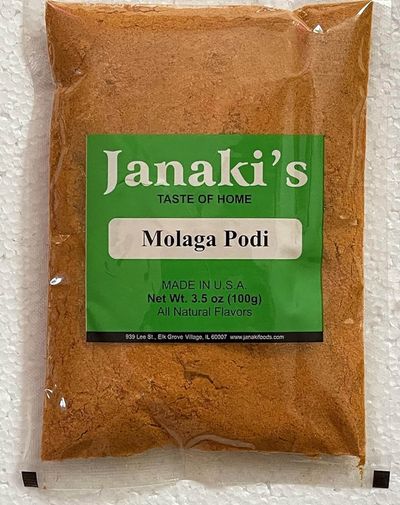 Janaki's
TASTE OF HOME
Molaga Podi
MADE IN U.S.A.
Net Wt. 3.5 oz (100g)
All Natural Flavors
939 Lee St., Elk Grove Village, IL 60007 www.janakifoods.com